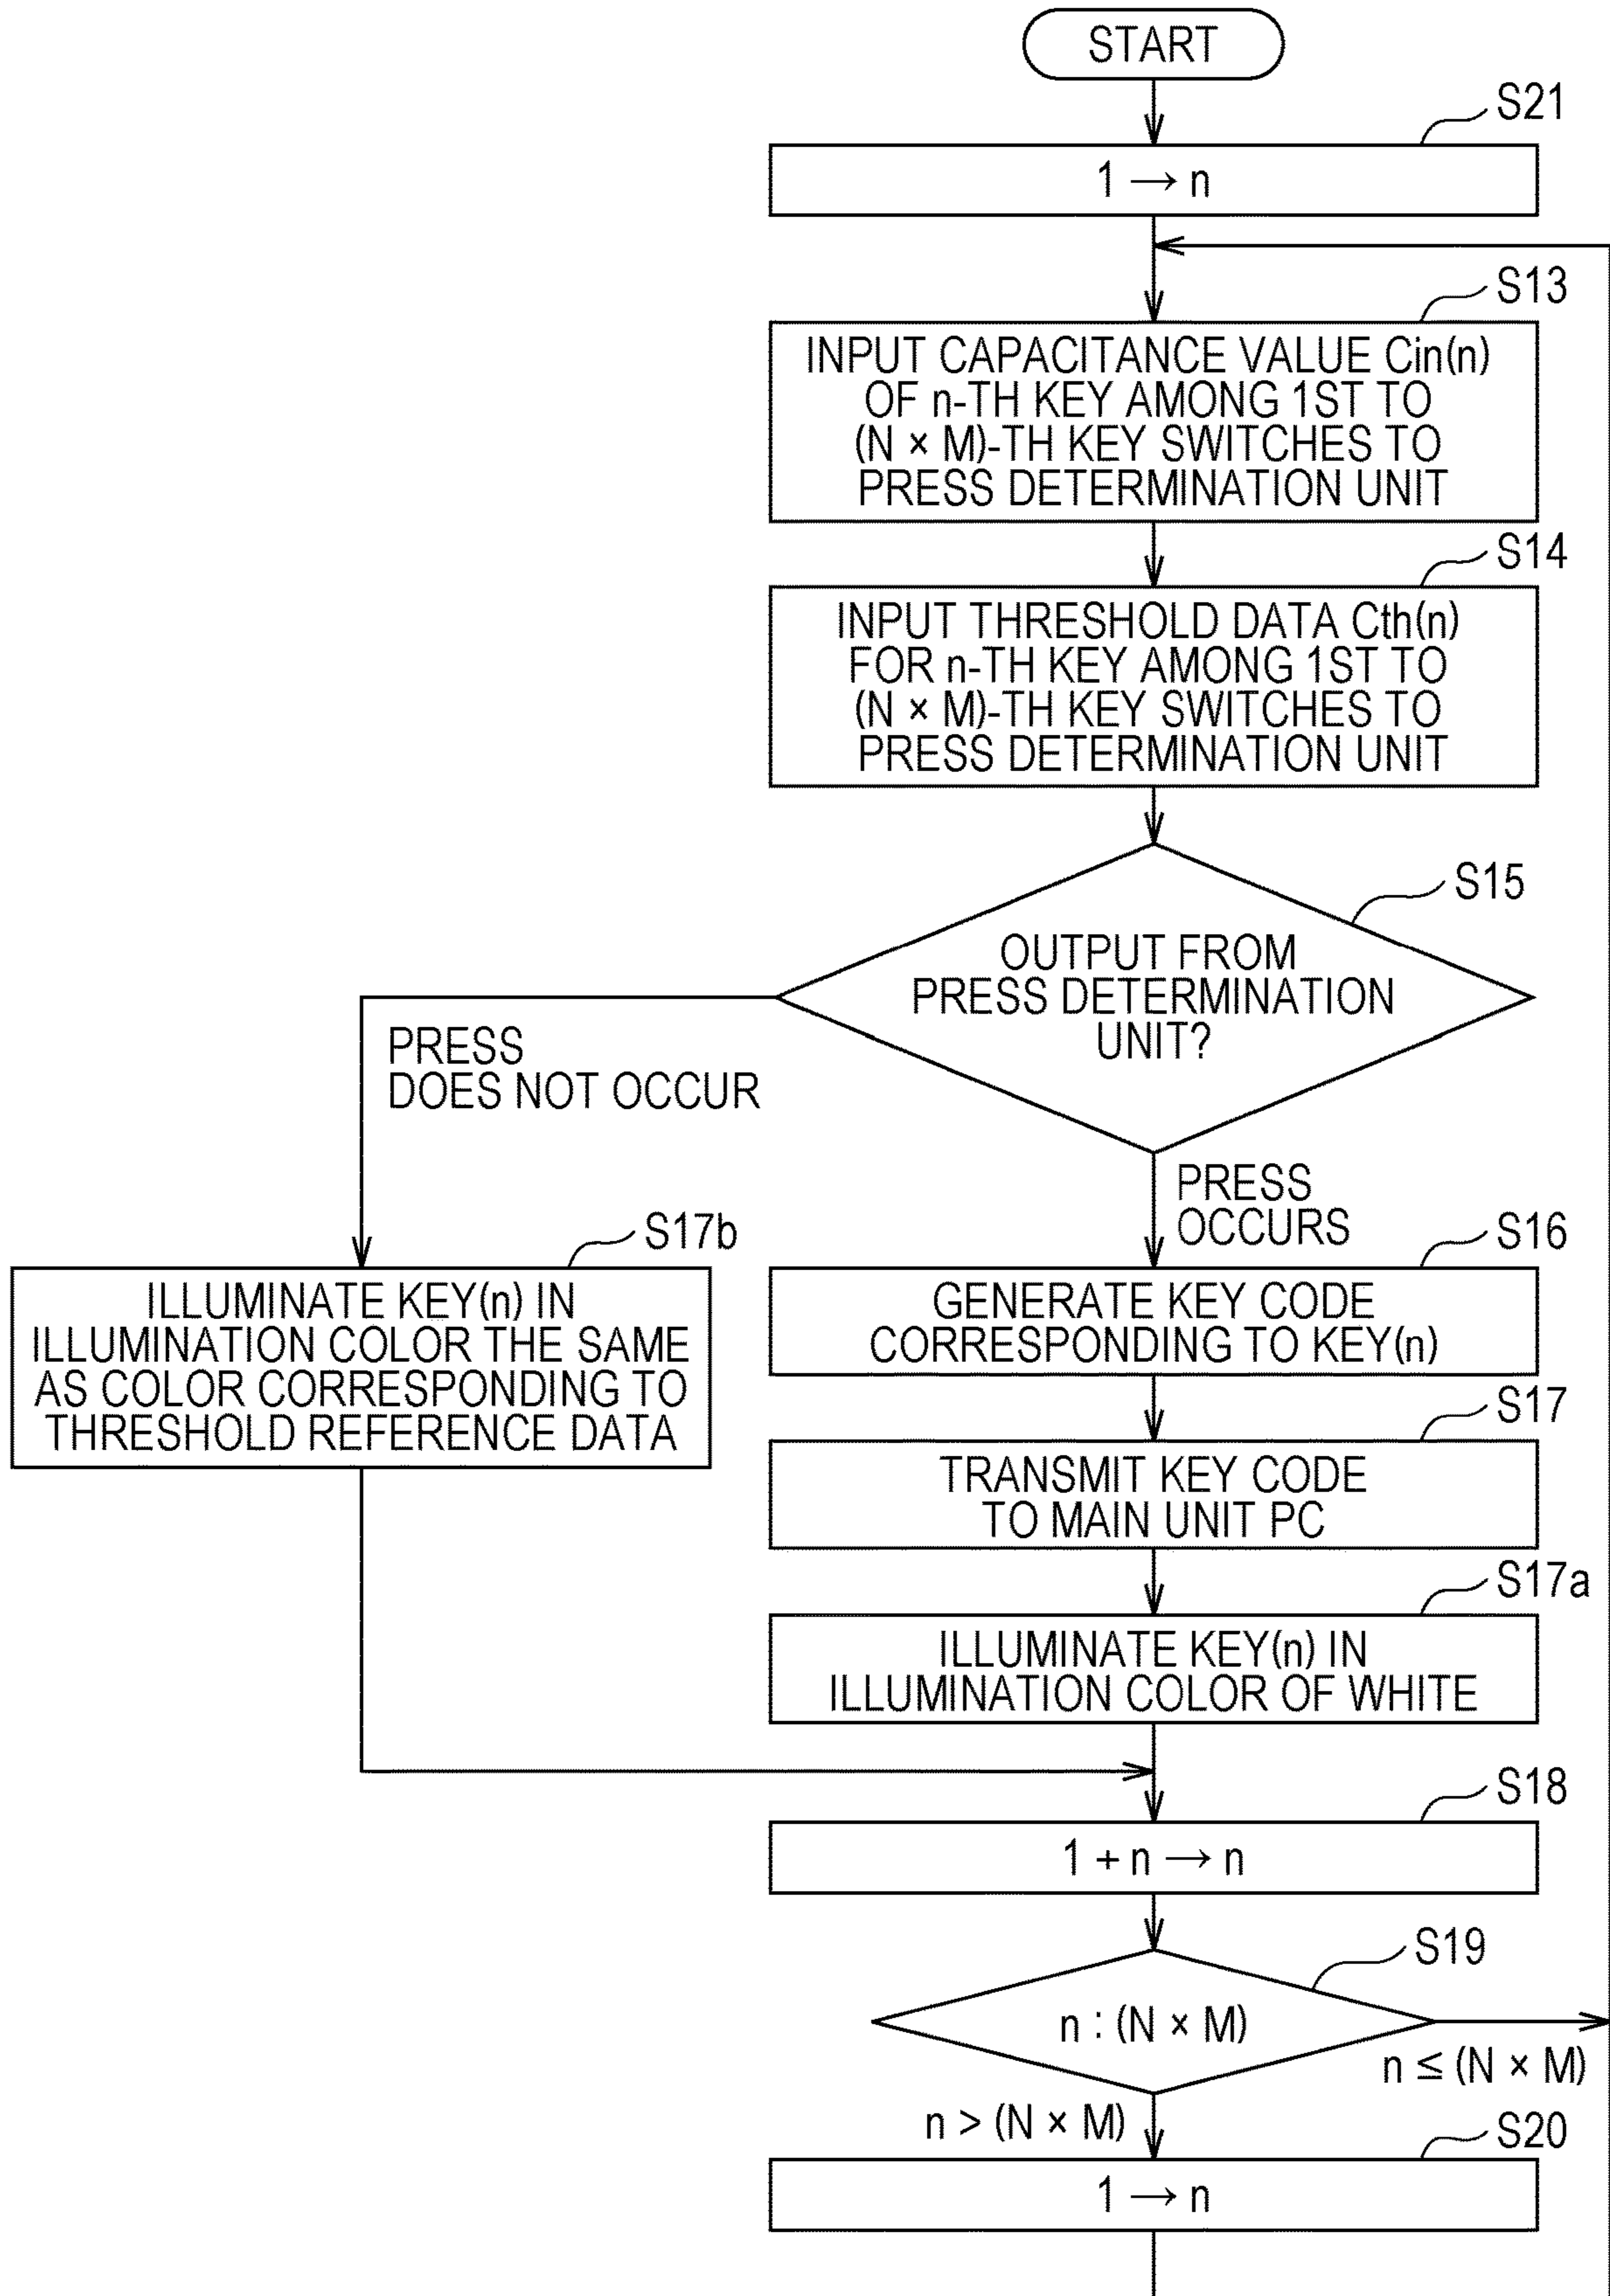 START
S21
1 → n
S13
INPUT CAPACITANCE VALUE Cin(n)
OF n-TH KEY AMONG 1ST TO
(N × M)-TH KEY SWITCHES TO
PRESS DETERMINATION UNIT
S14
INPUT THRESHOLD DATA Cth(n)
FOR n-TH KEY AMONG 1ST TO
(N × M)-TH KEY SWITCHES TO
PRESS DETERMINATION UNIT
S15
OUTPUT FROM
PRESS DETERMINATION
UNIT?
PRESS
DOES NOT OCCUR
PRESS
OCCURS
S17b
ILLUMINATE KEY(n) IN
ILLUMINATION COLOR THE SAME
AS COLOR CORRESPONDING TO
THRESHOLD REFERENCE DATA
S16
GENERATE KEY CODE
CORRESPONDING TO KEY(n)
S17
TRANSMIT KEY CODE
TO MAIN UNIT PC
S17a
ILLUMINATE KEY(n) IN
ILLUMINATION COLOR OF WHITE
S18
1 + n → n
S19
n : (N × M)
n ≤ (N × M)
n > (N × M)
S20
1 → n